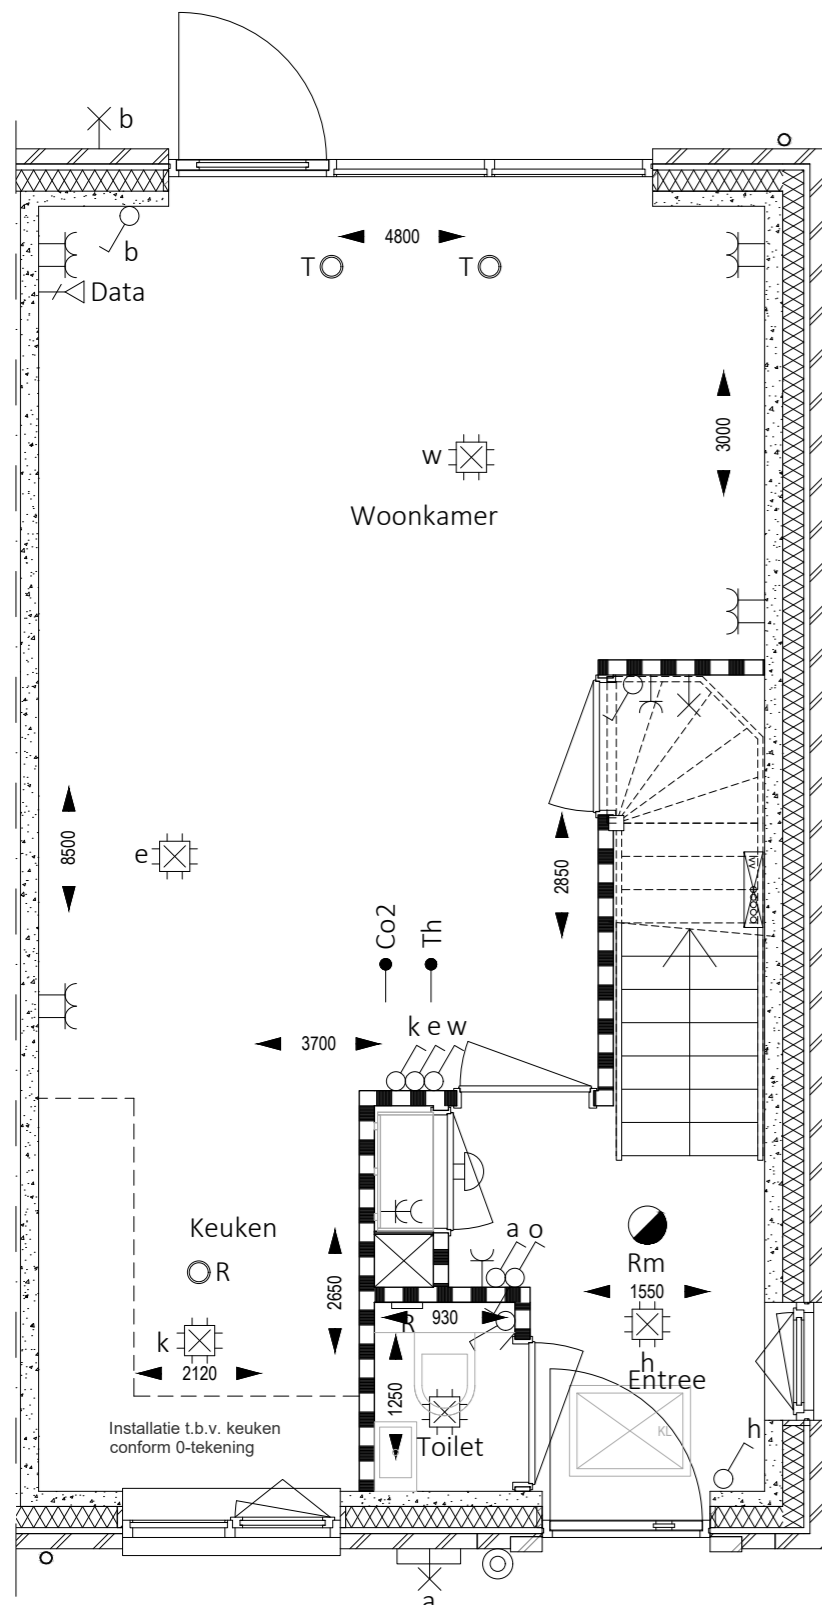 b
b
4800
T
T
Data
3000
w
Woonkamer
8500
e
2850
Co2
Th
3700
k e w
Keuken
R
2650
a o
Rm
1550
R
930
k
h
2120
1250
Entree
KL
Installatie t.b.v. keuken
conform 0-tekening
Toilet
h
a